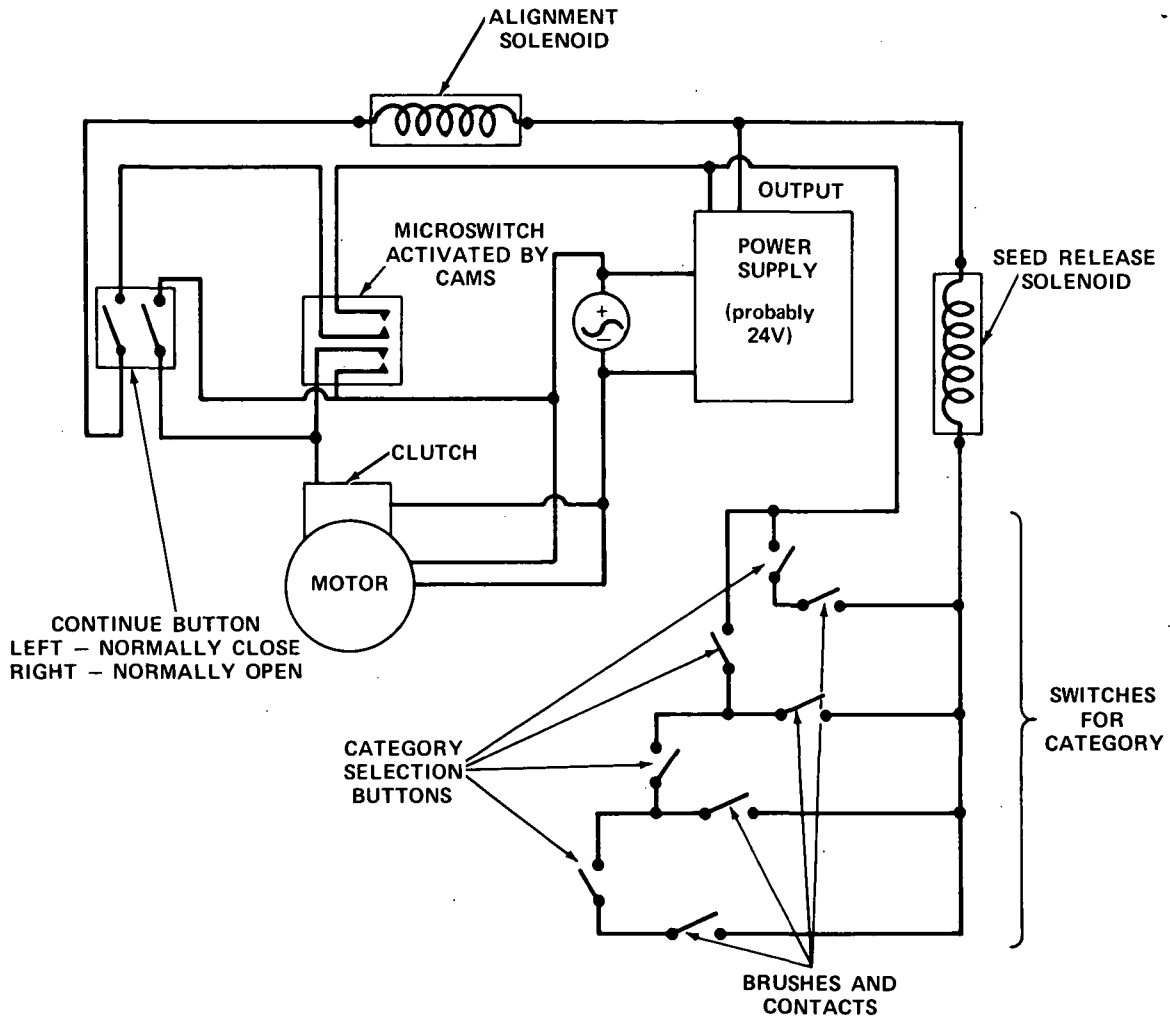 ALIGNMENT
SOLENOID
OUTPUT
MICROSWITCH
ACTIVATED BY
CAMS
POWER
SUPPLY
(probably
24V)
SEED RELEASE
SOLENOID
+
−
CLUTCH
MOTOR
CONTINUE BUTTON
LEFT – NORMALLY CLOSE
RIGHT – NORMALLY OPEN
CATEGORY
SELECTION
BUTTONS
SWITCHES
FOR
CATEGORY
BRUSHES AND
CONTACTS